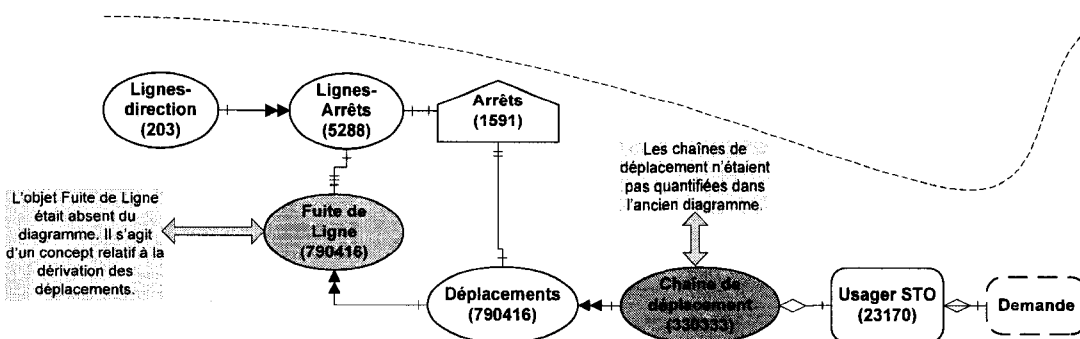 Lignes-
direction
(203)
Lignes-
Arrêts
(5288)
Arrêts
(1591)
Les chaînes de
déplacement n'étaient
pas quantifiées dans
l'ancien diagramme.
L'objet Fuite de Ligne
était absent du
diagramme. Il s'agit
d'un concept relatif à la
dérivation des
déplacements.
Fuite de
Ligne
(790416)
Déplacements
(790416)
Chaîne de
déplacement
(330333)
Usager STO
(23170)
Demande